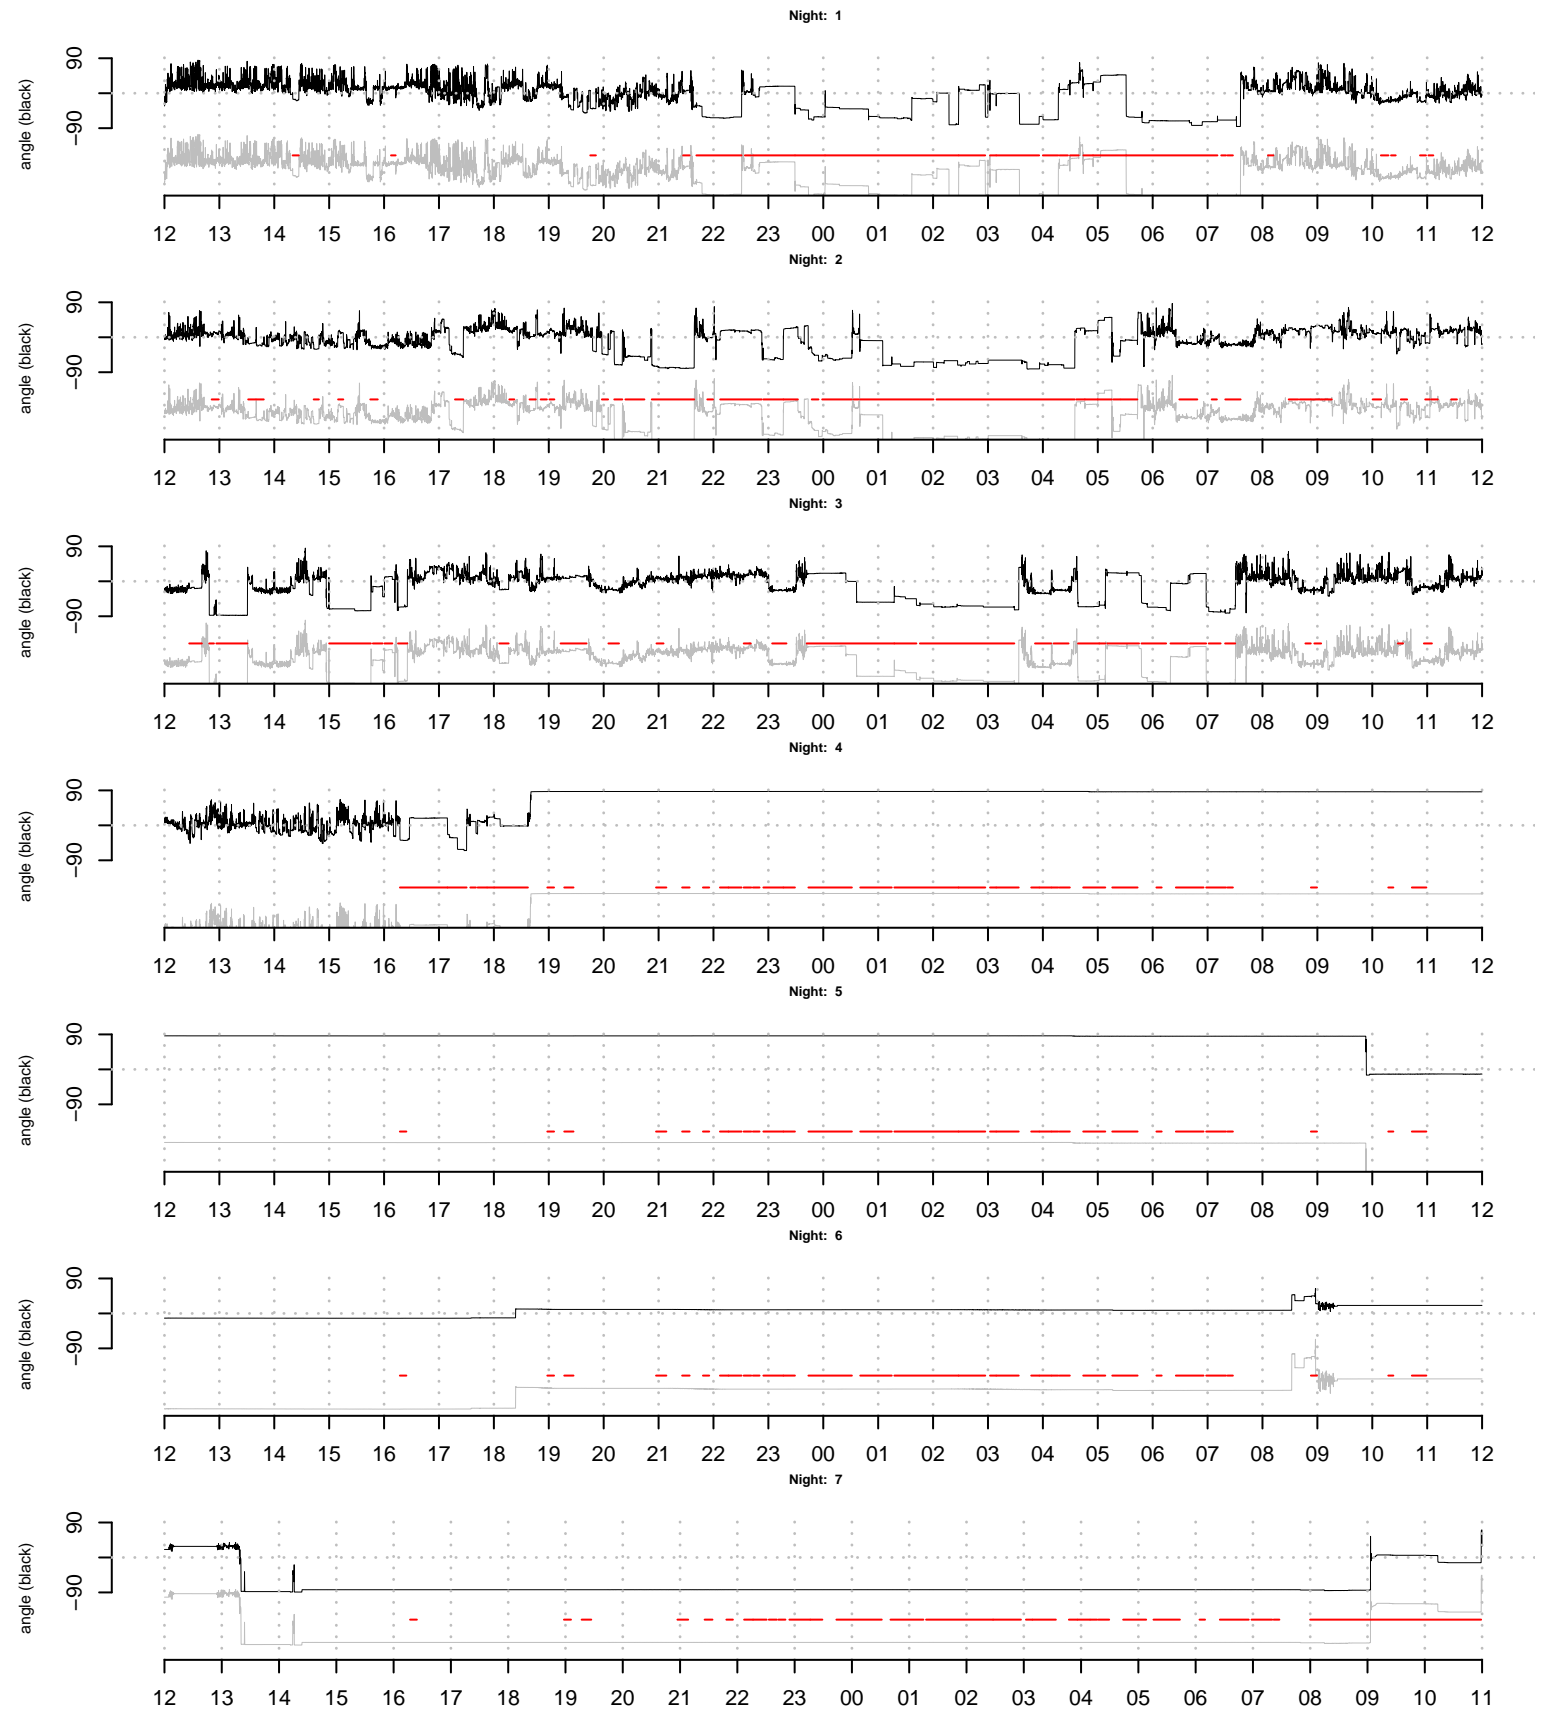 Night: 1
90
-90
angle (black)
12 13 14 15 16 17 18 19 20 21 22 23 00 01 02 03 04 05 06 07 08 09 10 11 12
Night: 2
90
-90
angle (black)
12 13 14 15 16 17 18 19 20 21 22 23 00 01 02 03 04 05 06 07 08 09 10 11 12
Night: 3
90
-90
angle (black)
12 13 14 15 16 17 18 19 20 21 22 23 00 01 02 03 04 05 06 07 08 09 10 11 12
Night: 4
90
-90
angle (black)
12 13 14 15 16 17 18 19 20 21 22 23 00 01 02 03 04 05 06 07 08 09 10 11 12
Night: 5
90
-90
angle (black)
12 13 14 15 16 17 18 19 20 21 22 23 00 01 02 03 04 05 06 07 08 09 10 11 12
Night: 6
90
-90
angle (black)
12 13 14 15 16 17 18 19 20 21 22 23 00 01 02 03 04 05 06 07 08 09 10 11 12
Night: 7
90
-90
angle (black)
12 13 14 15 16 17 18 19 20 21 22 23 00 01 02 03 04 05 06 07 08 09 10 11